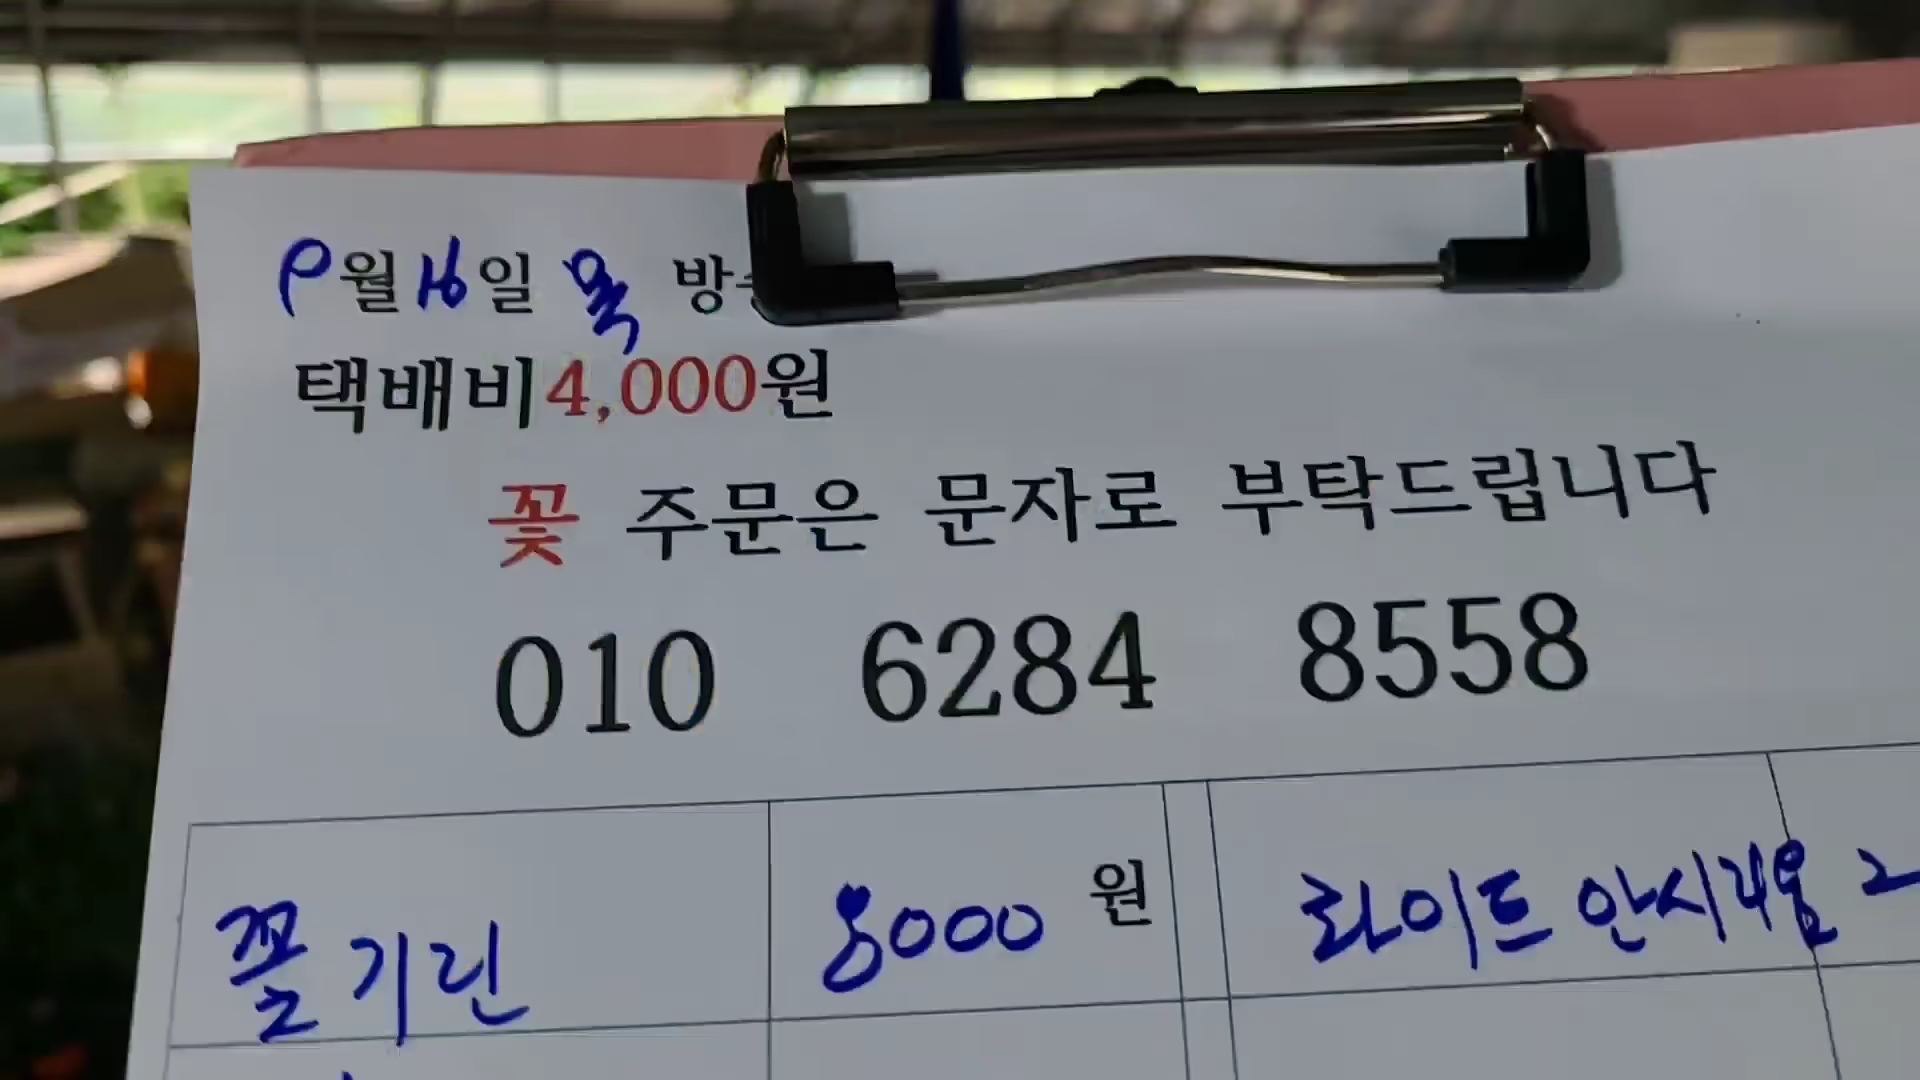 9월 16일 목 방
택배비4,000원
꽃 주문은 문자로 부탁드립니다
010 6284 8558
꽃기린 8000 원 화이트 안시리움 2